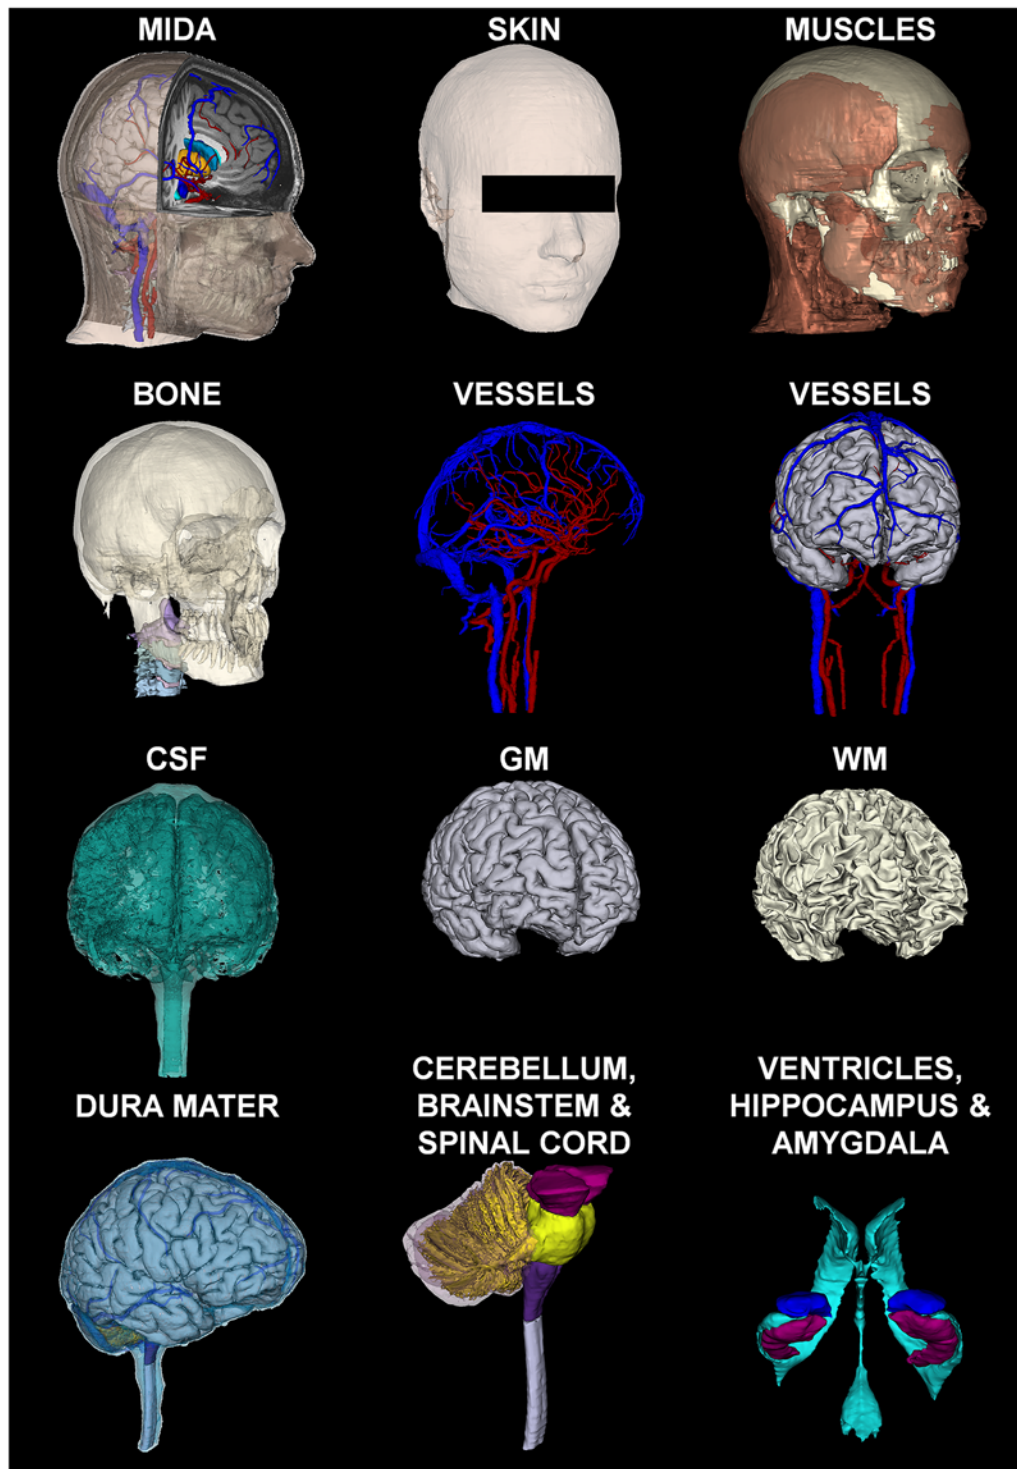 MIDA
SKIN
MUSCLES
BONE
VESSELS
VESSELS
CSF
GM
WM
DURA MATER
CEREBELLUM,
BRAINSTEM &
SPINAL CORD
VENTRICLES,
HIPPOCAMPUS &
AMYGDALA